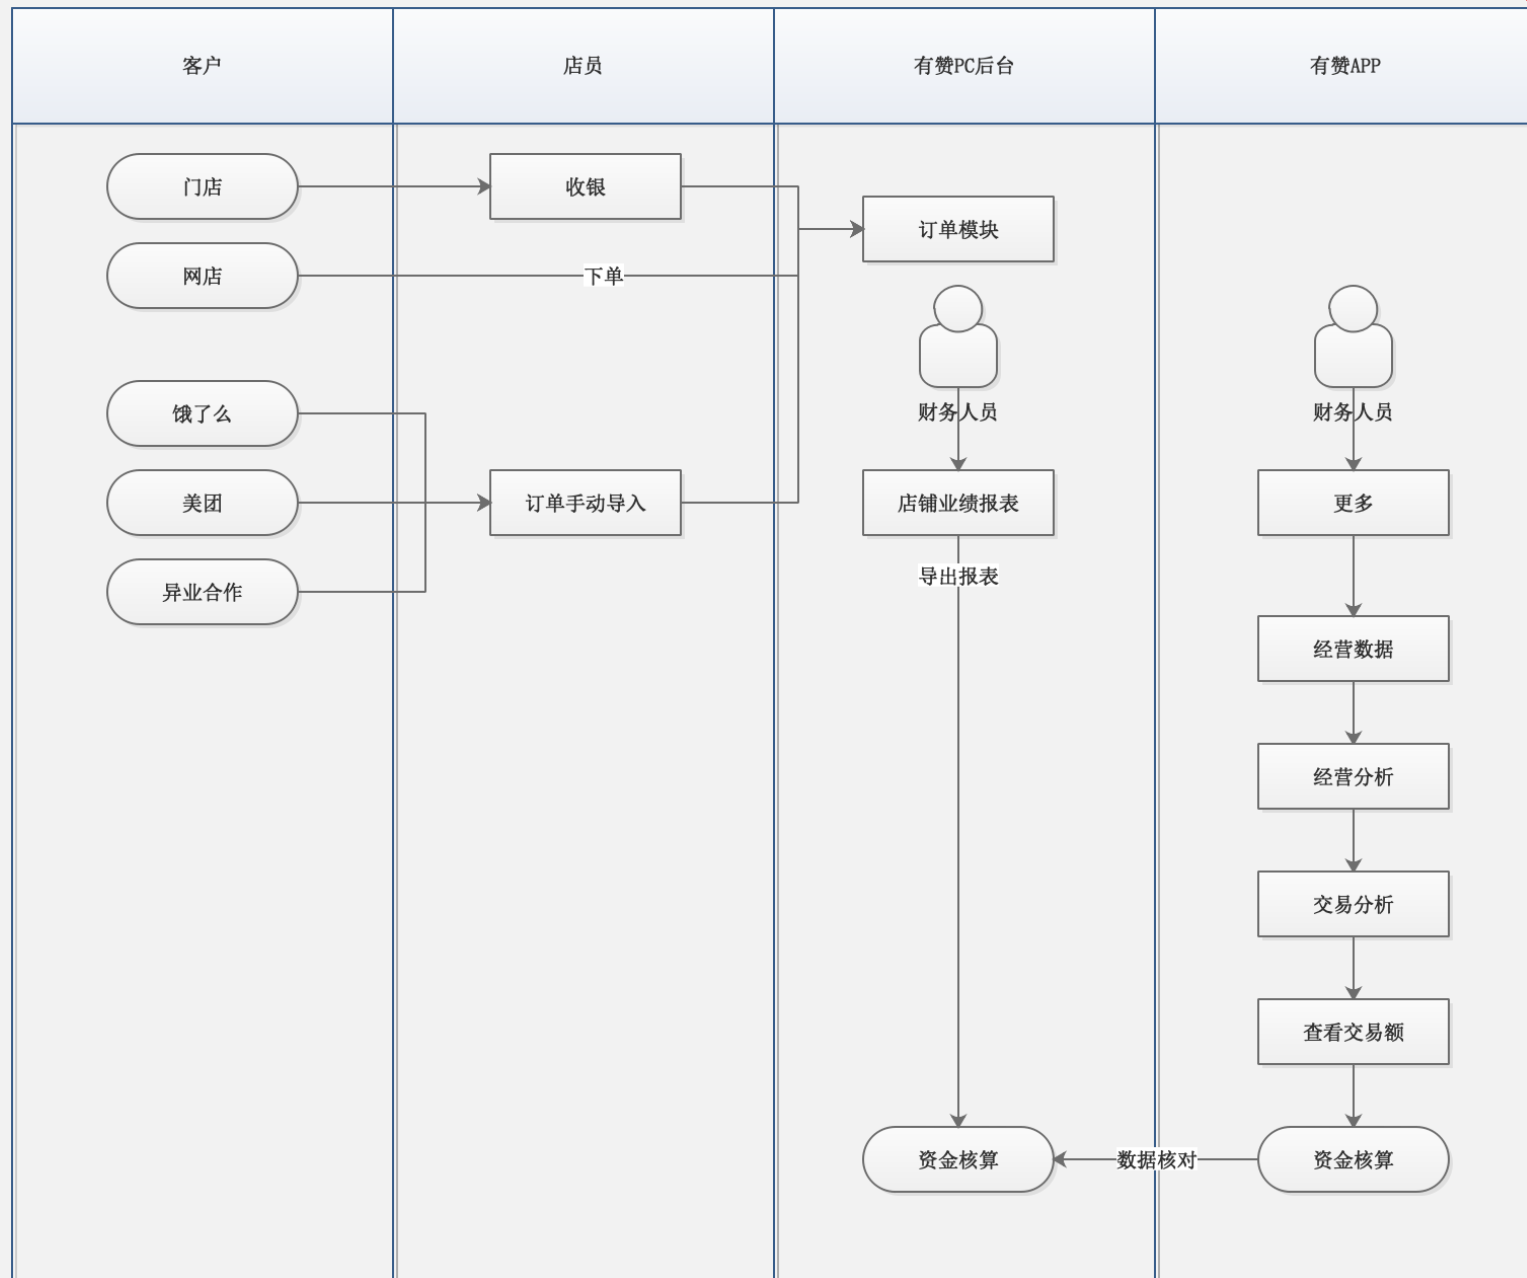 客户
店员
有赞PC后台
有赞APP
门店
收银
订单模块
网店
下单
饿了么
财务人员
财务人员
美团
订单手动导入
店铺业绩报表
更多
导出报表
异业合作
经营数据
经营分析
交易分析
查看交易额
资金核算
数据核对
资金核算